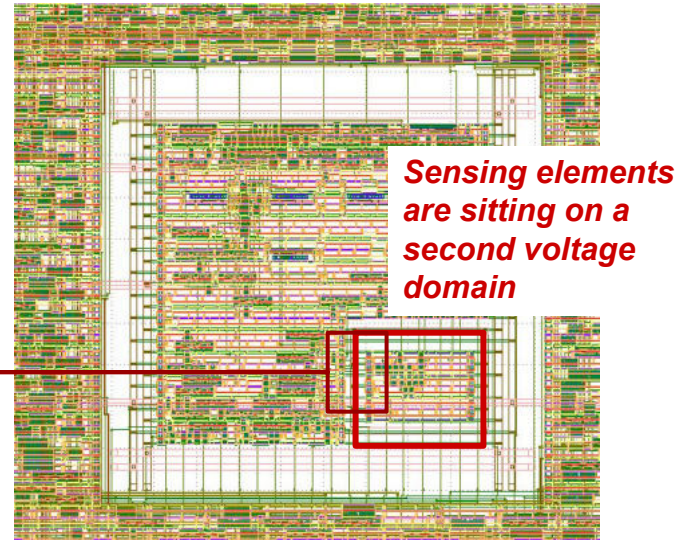 Sensing elements
are sitting on a
second voltage
domain